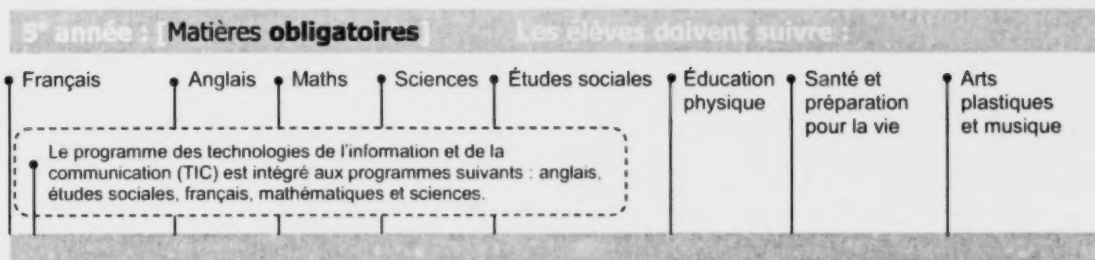 5e année : [Matières obligatoires] Les élèves doivent suivre :
Français
Anglais
Maths
Sciences
Études sociales
Éducation
physique
Santé et
préparation
pour la vie
Arts
plastiques
et musique
Le programme des technologies de l'information et de la
communication (TIC) est intégré aux programmes suivants : anglais,
études sociales, français, mathématiques et sciences.